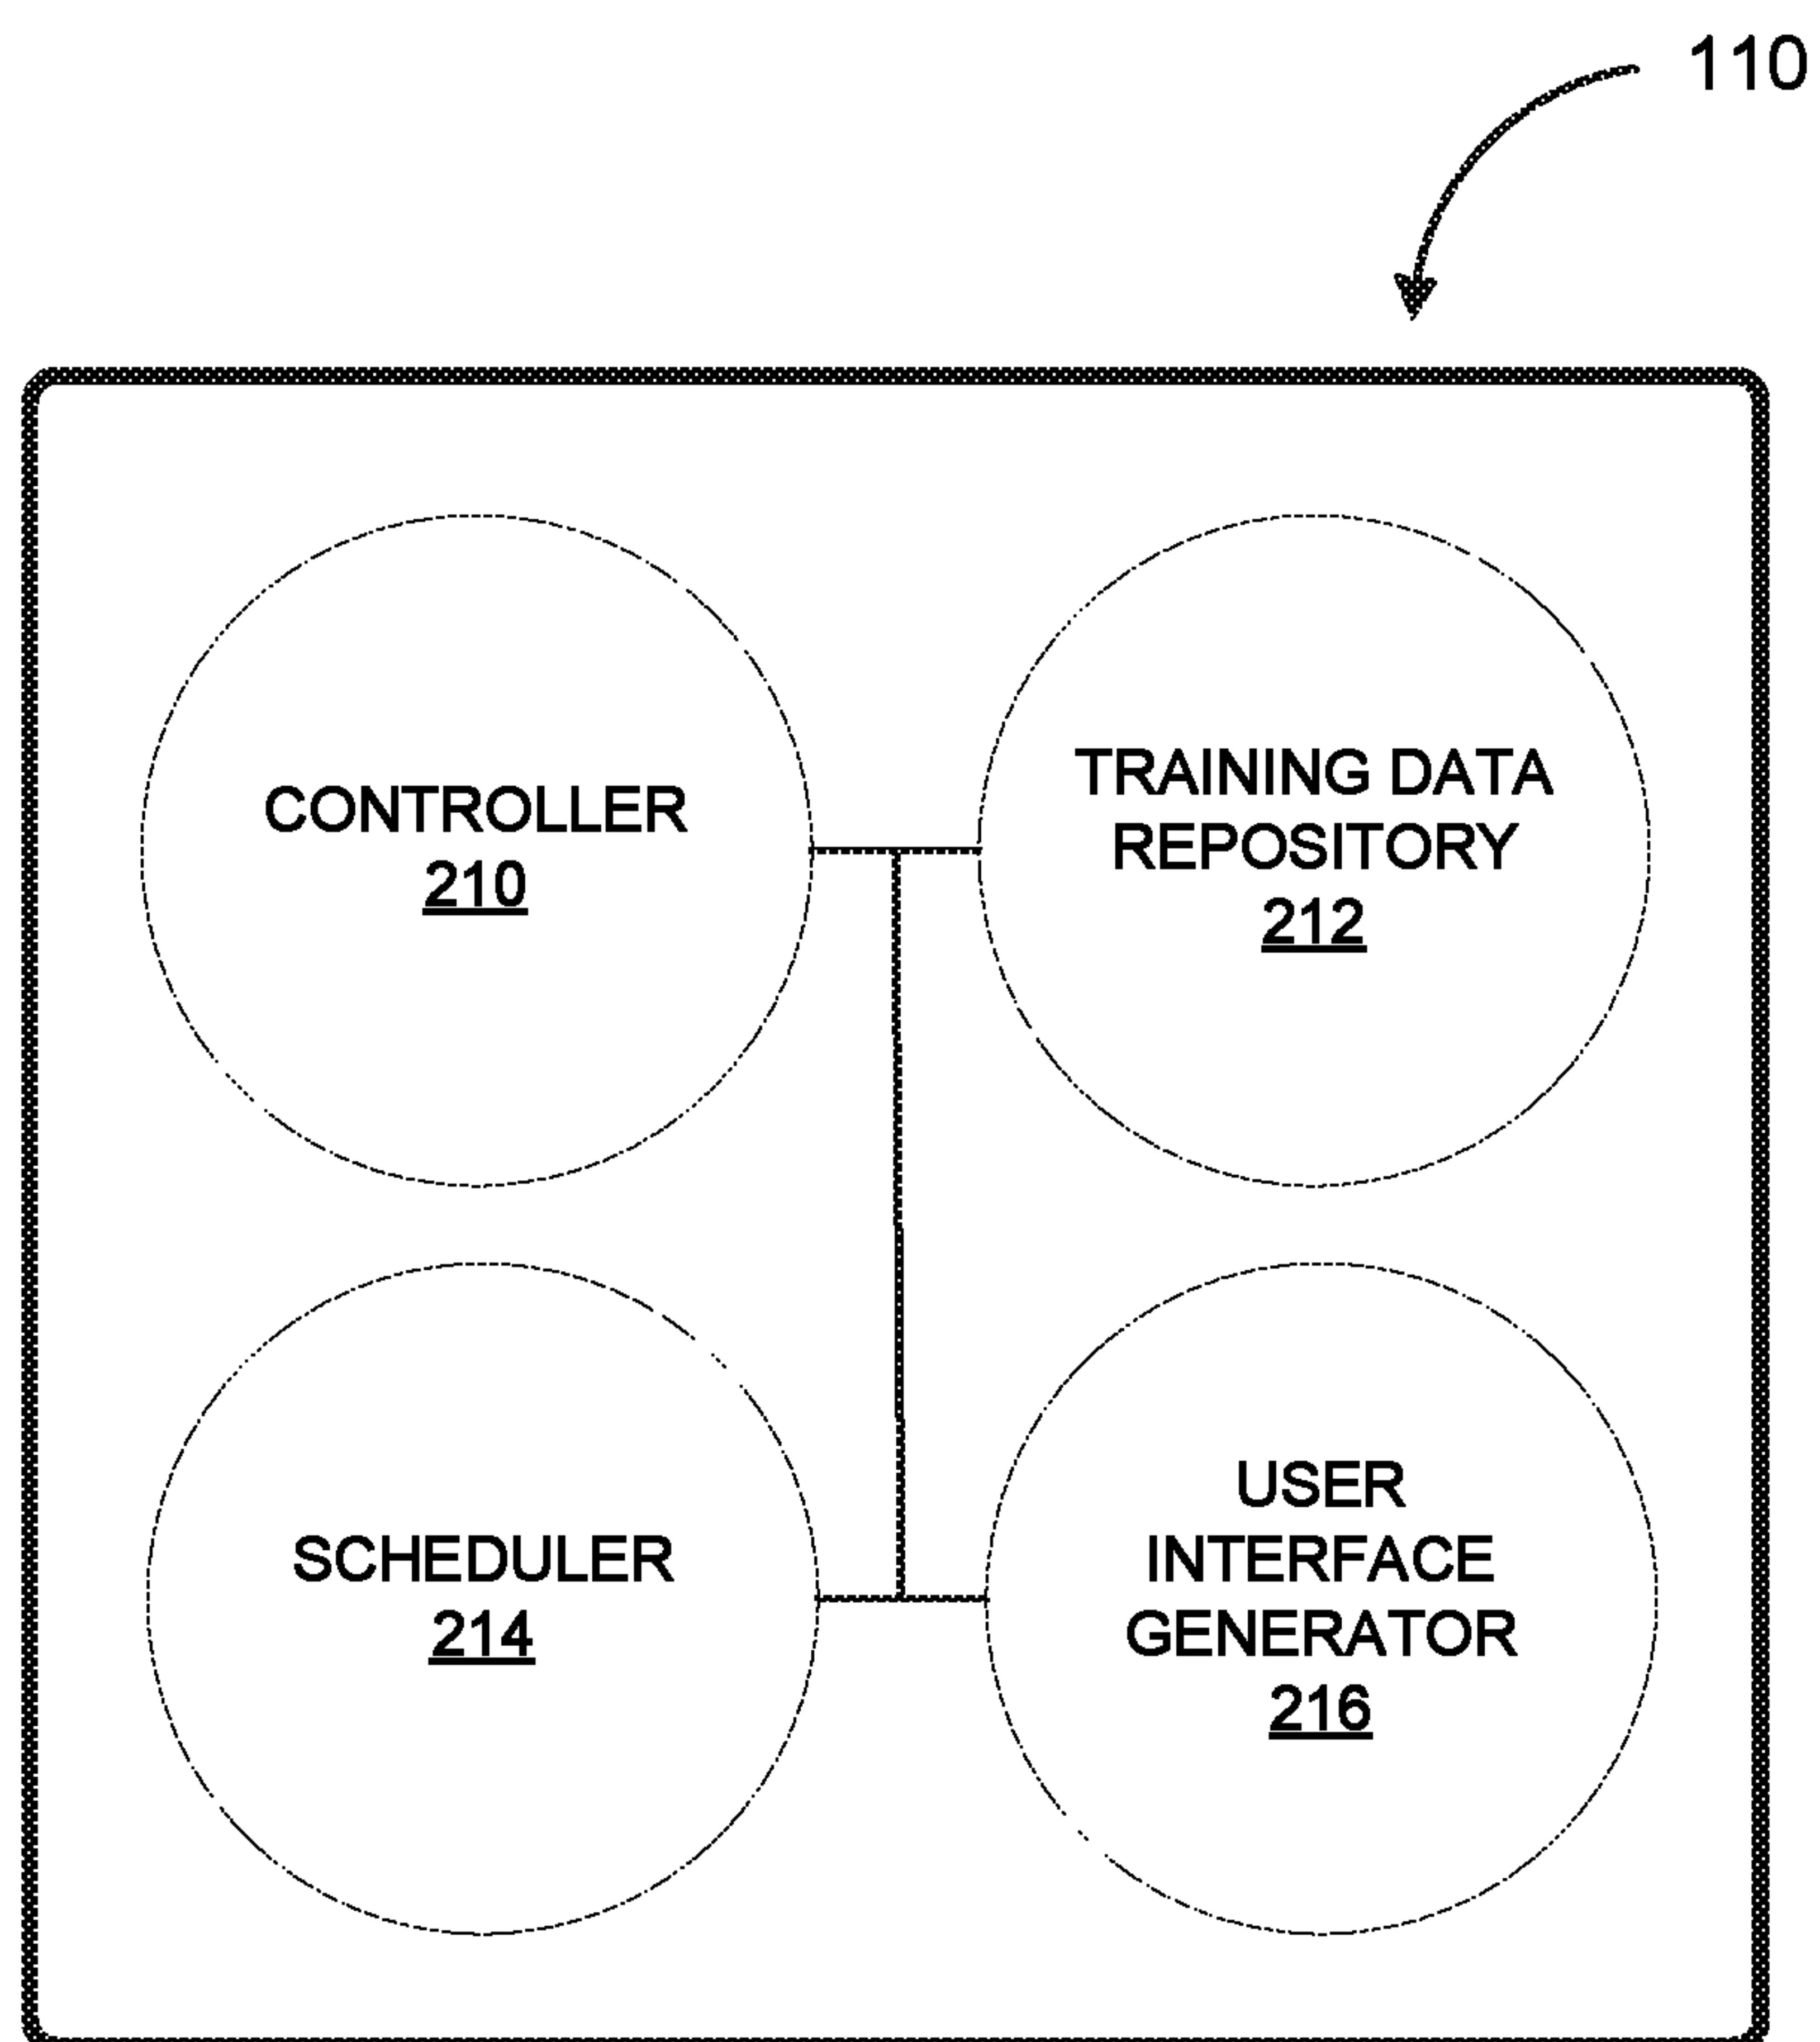 110
CONTROLLER
210
TRAINING DATA
REPOSITORY
212
SCHEDULER
214
USER
INTERFACE
GENERATOR
216